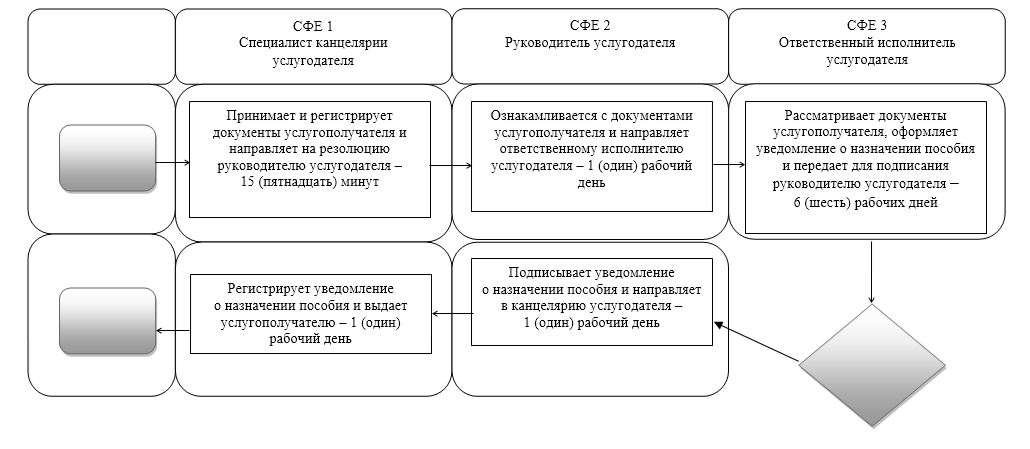 СФЕ 1
Специалист канцелярии
услугодателя
СФЕ 2
Руководитель услугодателя
СФЕ 3
Ответственный исполнитель
услугодателя
Принимает и регистрирует
документы услугополучателя и
направляет на резолюцию
руководителю услугодателя –
15 (пятнадцать) минут
Ознакамливается с документами
услугополучателя и направляет
ответственному исполнителю
услугодателя – 1 (один) рабочий
день
Рассматривает документы
услугополучателя, оформляет
уведомление о назначении пособия
и передает для подписания
руководителю услугодателя –
6 (шесть) рабочих дней
Регистрирует уведомление
о назначении пособия и выдает
услугополучателю – 1 (один)
рабочий день
Подписывает уведомление
о назначении пособия и направляет
в канцелярию услугодателя –
1 (один) рабочий день